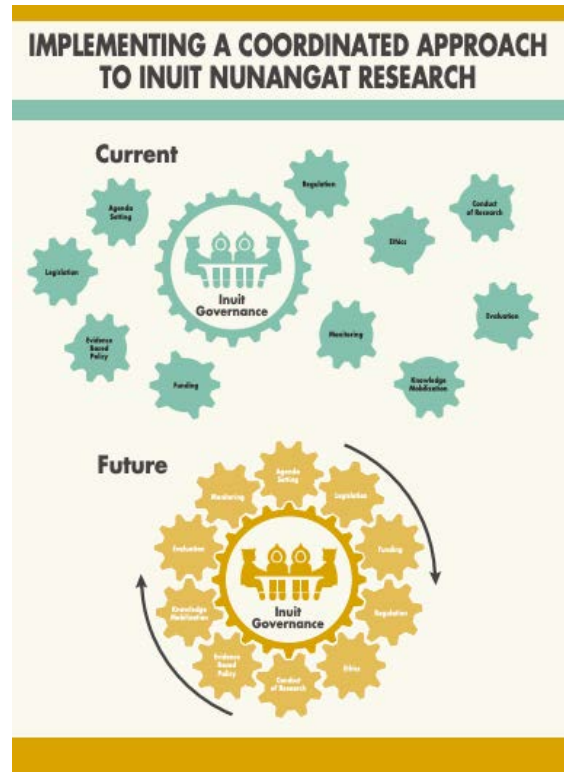 IMPLEMENTING A COORDINATED APPROACH
TO INUIT NUNANGAT RESEARCH
Current
Regulation
Agenda
Setting
Conduct
of Research
Ethics
Legislation
Inuit
Governance
Evaluation
Monitoring
Evidence
Based
Policy
Funding
Knowledge
Mobilization
Future
Agenda
Setting
Monitoring
Legislation
Evaluation
Funding
Inuit
Governance
Knowledge
Mobilization
Regulation
Evidence
Based
Policy
Ethics
Conduct
of Research